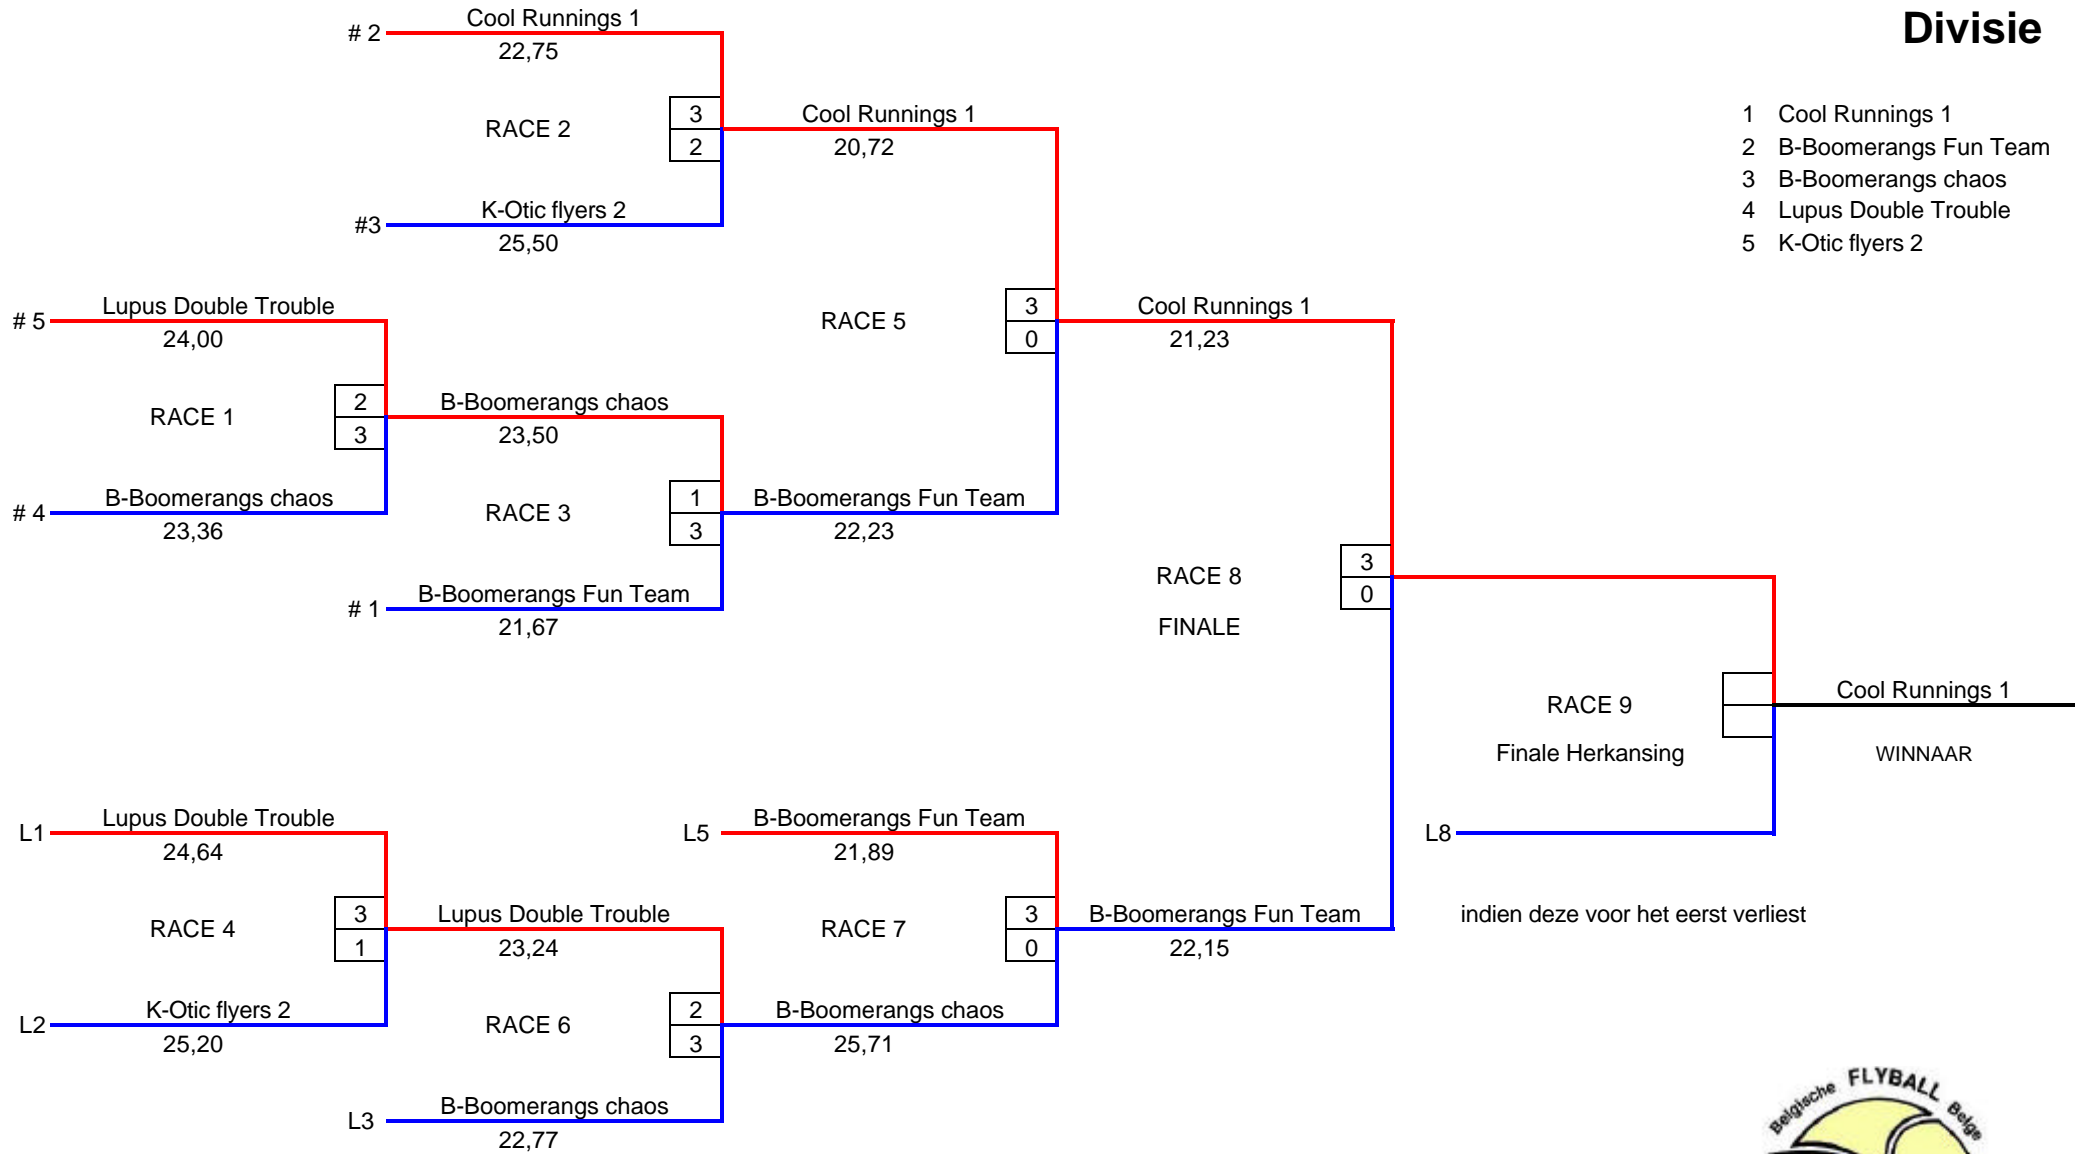 Divisie
1 Cool Runnings 1
2 B-Boomerangs Fun Team
3 B-Boomerangs chaos
4 Lupus Double Trouble
5 K-Otic flyers 2
# 2 Cool Runnings 1
22,75
RACE 2
3
2
#3 K-Otic flyers 2
25,50
Cool Runnings 1
20,72
# 5 Lupus Double Trouble
24,00
RACE 1
2
3
# 4 B-Boomerangs chaos
23,36
B-Boomerangs chaos
23,50
RACE 3
1
3
# 1 B-Boomerangs Fun Team
21,67
RACE 5
3
0
B-Boomerangs Fun Team
22,23
Cool Runnings 1
21,23
RACE 8
3
0
FINALE
RACE 9
Finale Herkansing
Cool Runnings 1
WINNAAR
L8
indien deze voor het eerst verliest
L1 Lupus Double Trouble
24,64
RACE 4
3
1
L2 K-Otic flyers 2
25,20
Lupus Double Trouble
23,24
RACE 6
2
3
L3 B-Boomerangs chaos
22,77
L5 B-Boomerangs Fun Team
21,89
RACE 7
3
0
B-Boomerangs chaos
25,71
B-Boomerangs Fun Team
22,15
Belgische FLYBALL Belge